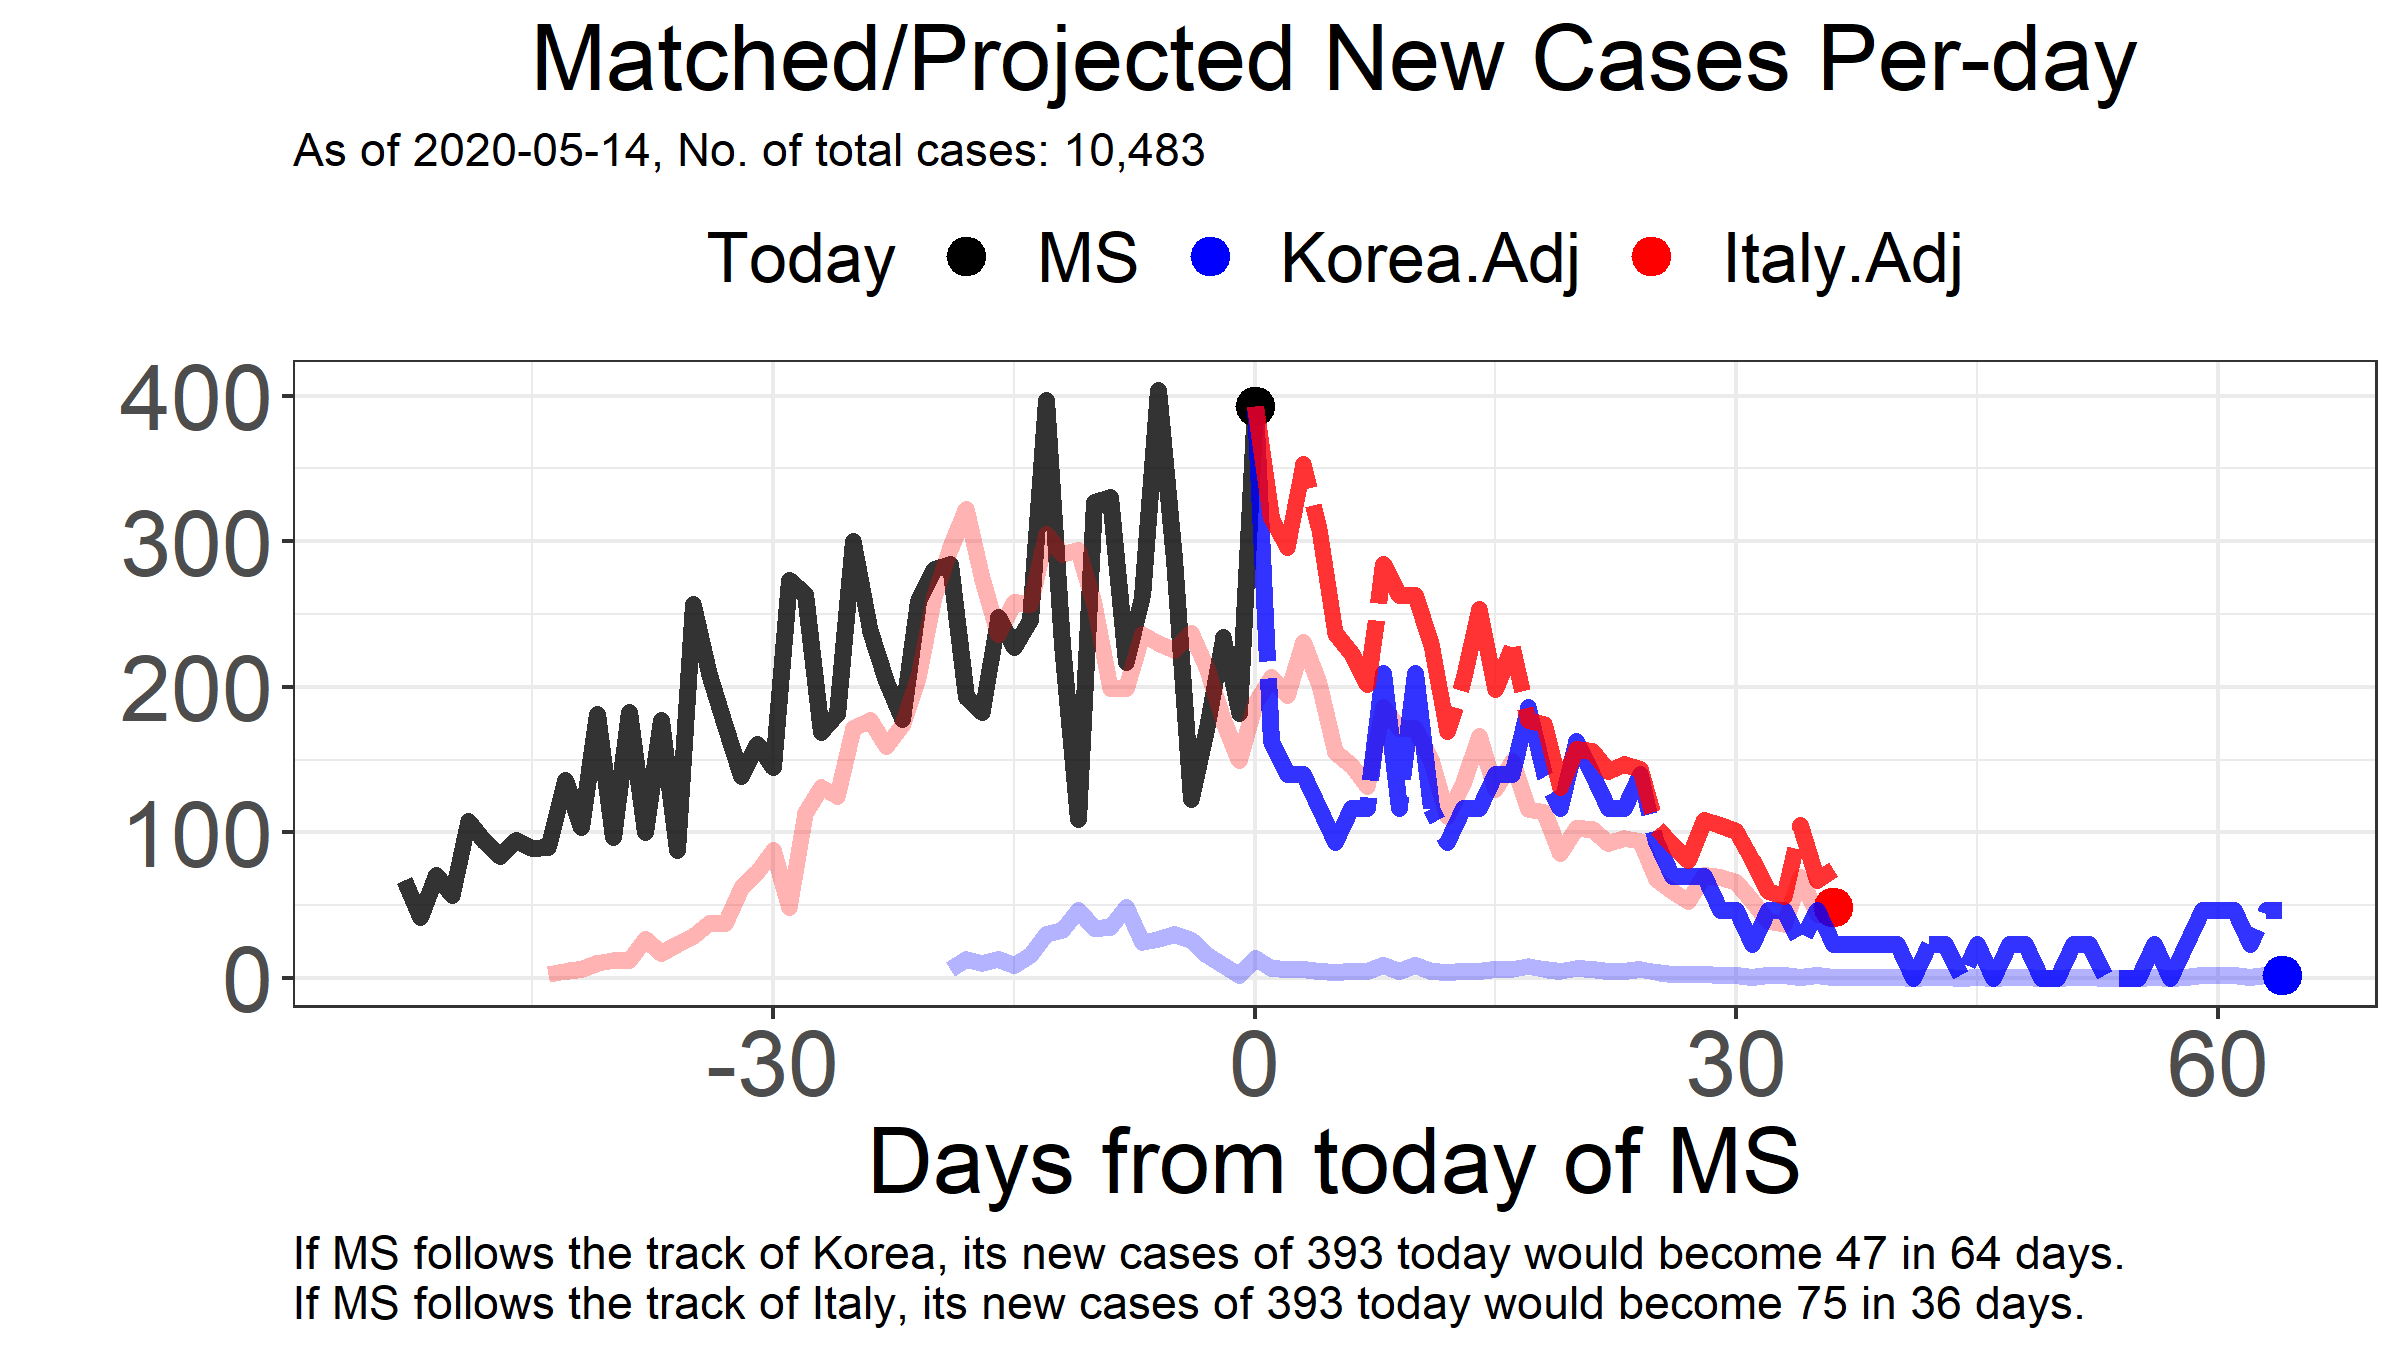 Matched/Projected New Cases Per-day
As of 2020-05-14, No. of total cases: 10,483
Today MS Korea.Adj Italy.Adj
400
300
200
100
0
-30 0 30 60
Days from today of MS
If MS follows the track of Korea, its new cases of 393 today would become 47 in 64 days.
If MS follows the track of Italy, its new cases of 393 today would become 75 in 36 days.